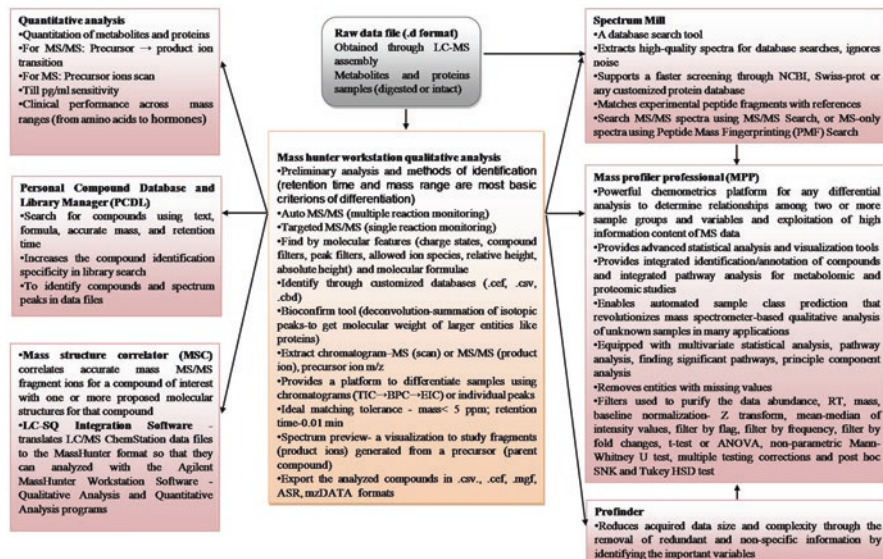 Quantitative analysis
•Quantitation of metabolites and proteins
•For MS/MS: Precursor → product ion
transition
•For MS: Precursor ions scan
•Till pg/ml sensitivity
•Clinical performance across mass
ranges (from amino acids to hormones)
Raw data file (.d format)
Obtained through LC-MS
assembly
Metabolites and proteins
samples (digested or intact)
Spectrum Mill
•A database search tool
•Extracts high-quality spectra for database searches, ignores
noise
•Supports a faster screening through NCBI, Swiss-prot or
any customized protein database
•Matches experimental peptide fragments with references
•Search MS/MS spectra using MS/MS Search, or MS-only
spectra using Peptide Mass Fingerprinting (PMF) Search
Personal Compound Database and
Library Manager (PCDL)
•Search for compounds using text,
formula, accurate mass, and retention
time
•Increases the compound identification
specificity in library search
•To identify compounds and spectrum
peaks in data files
Mass hunter workstation qualitative analysis
•Preliminary analysis and methods of identification
(retention time and mass range are most basic
criterions of differentiation)
•Auto MS/MS (multiple reaction monitoring)
•Targeted MS/MS (single reaction monitoring)
•Find by molecular features (charge states, compound
filters, peak filters, allowed ion species, relative height,
absolute height) and molecular formulae
•Identify through customized databases (.cef, .csv,
.cbd)
•Bioconfirm tool (deconvolution-summation of isotopic
peaks-to get molecular weight of larger entities like
proteins)
•Extract chromatogram–MS (scan) or MS/MS (product
ion), precursor ion m/z
•Provides a platform to differentiate samples using
chromatograms (TIC→BPC→EIC) or individual peaks
•Ideal matching tolerance - mass< 5 ppm; retention
time-0.01 min
•Spectrum preview- a visualization to study fragments
(product ions) generated from a precursor (parent
compound)
•Export the analyzed compounds in .csv., .cef, .mgf,
ASR, mzDATA formats
Mass profiler professional (MPP)
•Powerful chemometrics platform for any differential
analysis to determine relationships among two or more
sample groups and variables and exploitation of high
information content of MS data
•Provides advanced statistical analysis and visualization tools
•Provides integrated identification/annotation of compounds
and integrated pathway analysis for metabolomic and
proteomic studies
•Enables automated sample class prediction that
revolutionizes mass spectrometer-based qualitative analysis
of unknown samples in many applications
•Equipped with multivariate statistical analysis, pathway
analysis, finding significant pathways, principle component
analysis
•Removes entities with missing values
•Filters used to purify the data abundance, RT, mass,
baseline normalization- Z transform, mean-median of
intensity values, filter by flag, filter by frequency, filter by
fold changes, t-test or ANOVA, non-parametric Mann-
Whitney U test, multiple testing corrections and post hoc
SNK and Tukey HSD test
•Mass structure correlator (MSC)
correlates accurate mass MS/MS
fragment ions for a compound of interest
with one or more proposed molecular
structures for that compound
•LC-SQ Integration Software -
translates LC/MS ChemStation data files
to the MassHunter format so that they
can analyzed with the Agilent
MassHunter Workstation Software -
Qualitative Analysis and Quantitative
Analysis programs
Profinder
•Reduces acquired data size and complexity through the
removal of redundant and non-specific information by
identifying the important variables